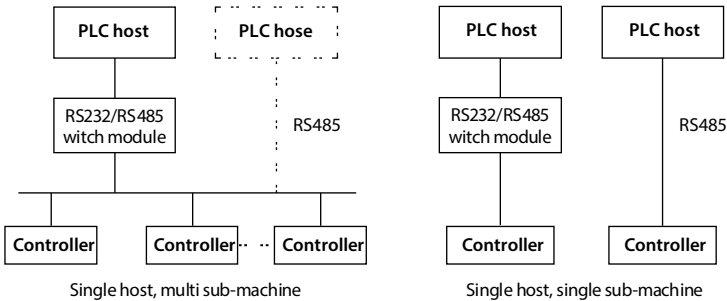 PLC host
PLC hose
RS232/RS485
witch module
RS485
Controller
Controller
Controller
Single host, multi sub-machine
PLC host
PLC host
RS232/RS485
witch module
RS485
Controller
Controller
Single host, single sub-machine